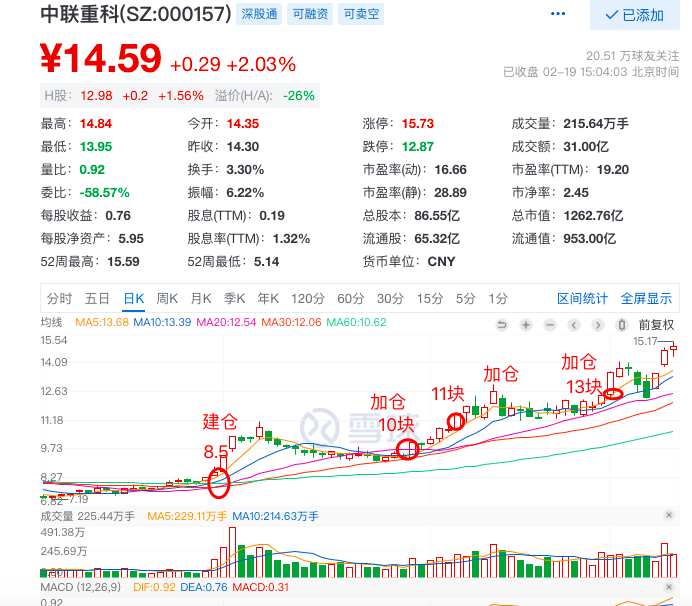 中联重科(SZ:000157) 深股通 可融资 可卖空
已添加
¥14.59 +0.29 +2.03%
20.51 万球友关注
已收盘 02-19 15:04:03 北京时间
H股: 12.98 +0.2 +1.56% 溢价(H/A): -26%
最高: 14.84 今开: 14.35 涨停: 15.73 成交量: 215.64万手
最低: 13.95 昨收: 14.30 跌停: 12.87 成交额: 31.00亿
量比: 0.92 换手: 3.30% 市盈率(动): 16.66 市盈率(TTM): 19.20
委比: -58.57% 振幅: 6.22% 市盈率(静): 28.89 市净率: 2.45
每股收益: 0.76 股息(TTM): 0.19 总股本: 86.55亿 总市值: 1262.76亿
每股净资产: 5.95 股息率(TTM): 1.32% 流通股: 65.32亿 流通值: 953.00亿
52周最高: 15.59 52周最低: 5.14 货币单位: CNY
分时 五日 日K 周K 月K 季K 年K 120分 60分 30分 15分 5分 1分 区间统计 全屏显示
均线 MA5:13.68 MA10:13.39 MA20:12.54 MA30:12.06 MA60:10.62 前复权
15.54
15.17
14.09
加仓
加仓
13块
12.63
11块
加仓
10块
11.18
建仓
雪球
9.73
8.5
8.27
7.19
6.82
成交量 225.44万手 MA5:229.11万手 MA10:214.63万手
491.38万
245.69万
MACD (12,26,9) DIF:0.92 DEA:0.76 MACD:0.31
0.92